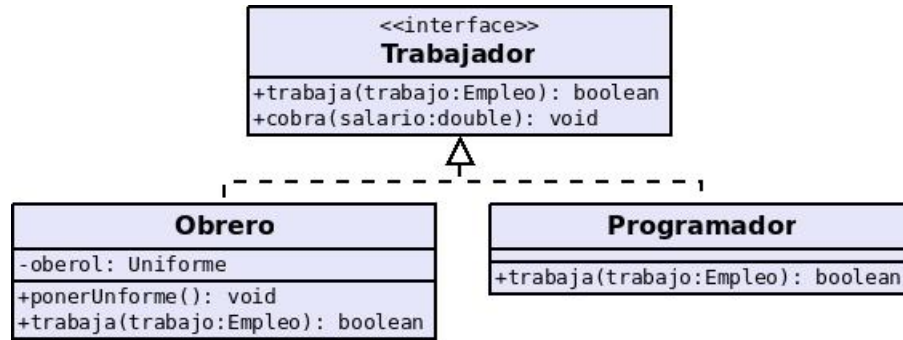 <<interface>>
Trabajador
+trabaja(trabajo:Empleo): boolean
+cobra(salario:double): void
Obrero
-oberol: Uniforme
+ponerUnforme(): void
+trabaja(trabajo:Empleo): boolean
Programador
+trabaja(trabajo:Empleo): boolean